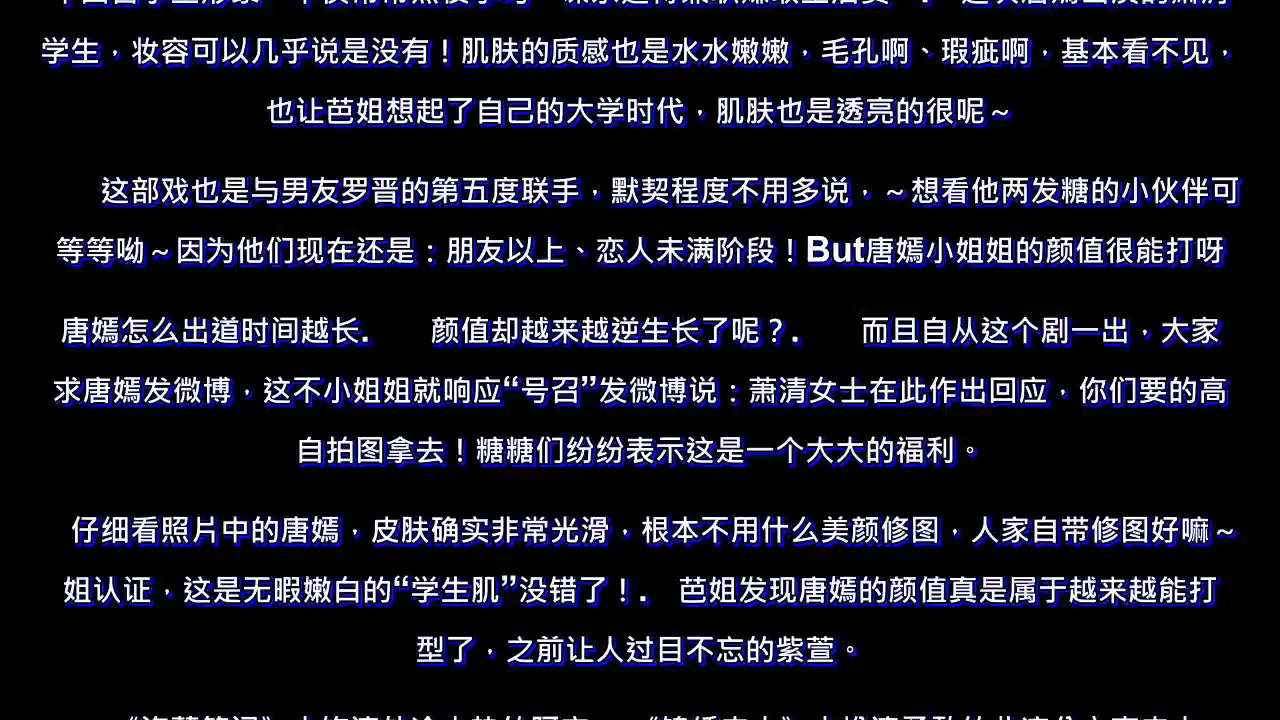 学生，妆容可以几乎说是没有！肌肤的质感也是水水嫩嫩，毛孔啊、瑕疵啊，基本看不见，
也让芭姐想起了自己的大学时代，肌肤也是透亮的很呢～
这部戏也是与男友罗晋的第五度联手，默契程度不用多说，～想看他两发糖的小伙伴可
等等呦～因为他们现在还是：朋友以上、恋人未满阶段！But唐嫣小姐姐的颜值很能打呀
唐嫣怎么出道时间越长. 颜值却越来越逆生长了呢？. 而且自从这个剧一出，大家
求唐嫣发微博，这不小姐姐就响应“号召”发微博说：萧清女士在此作出回应，你们要的高
自拍图拿去！糖糖们纷纷表示这是一个大大的福利。
仔细看照片中的唐嫣，皮肤确实非常光滑，根本不用什么美颜修图，人家自带修图好嘛～
姐认证，这是无暇嫩白的“学生肌”没错了！. 芭姐发现唐嫣的颜值真是属于越来越能打
型了，之前让人过目不忘的紫萱。